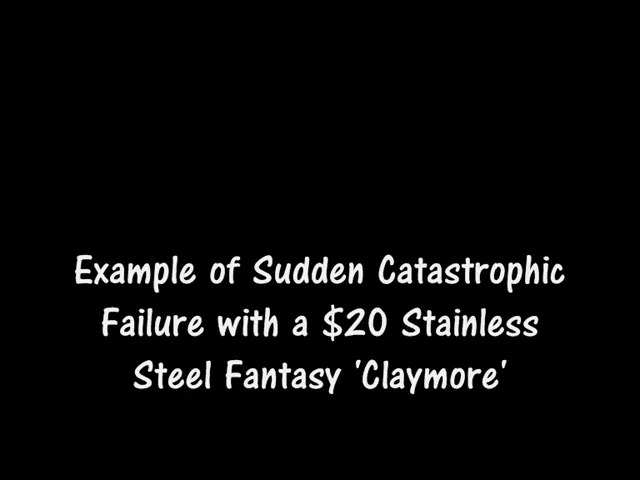 Example of Sudden Catastrophic
Failure with a $20 Stainless
Steel Fantasy 'Claymore'